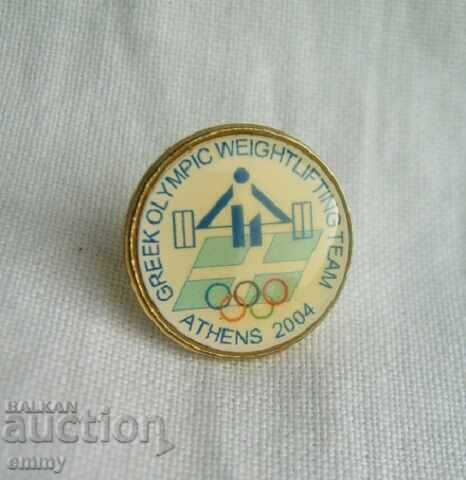 GREEK OLYMPIC WEIGHTLIFTING TEAM
ATHENS 2004
BALKAN
auction
emmy